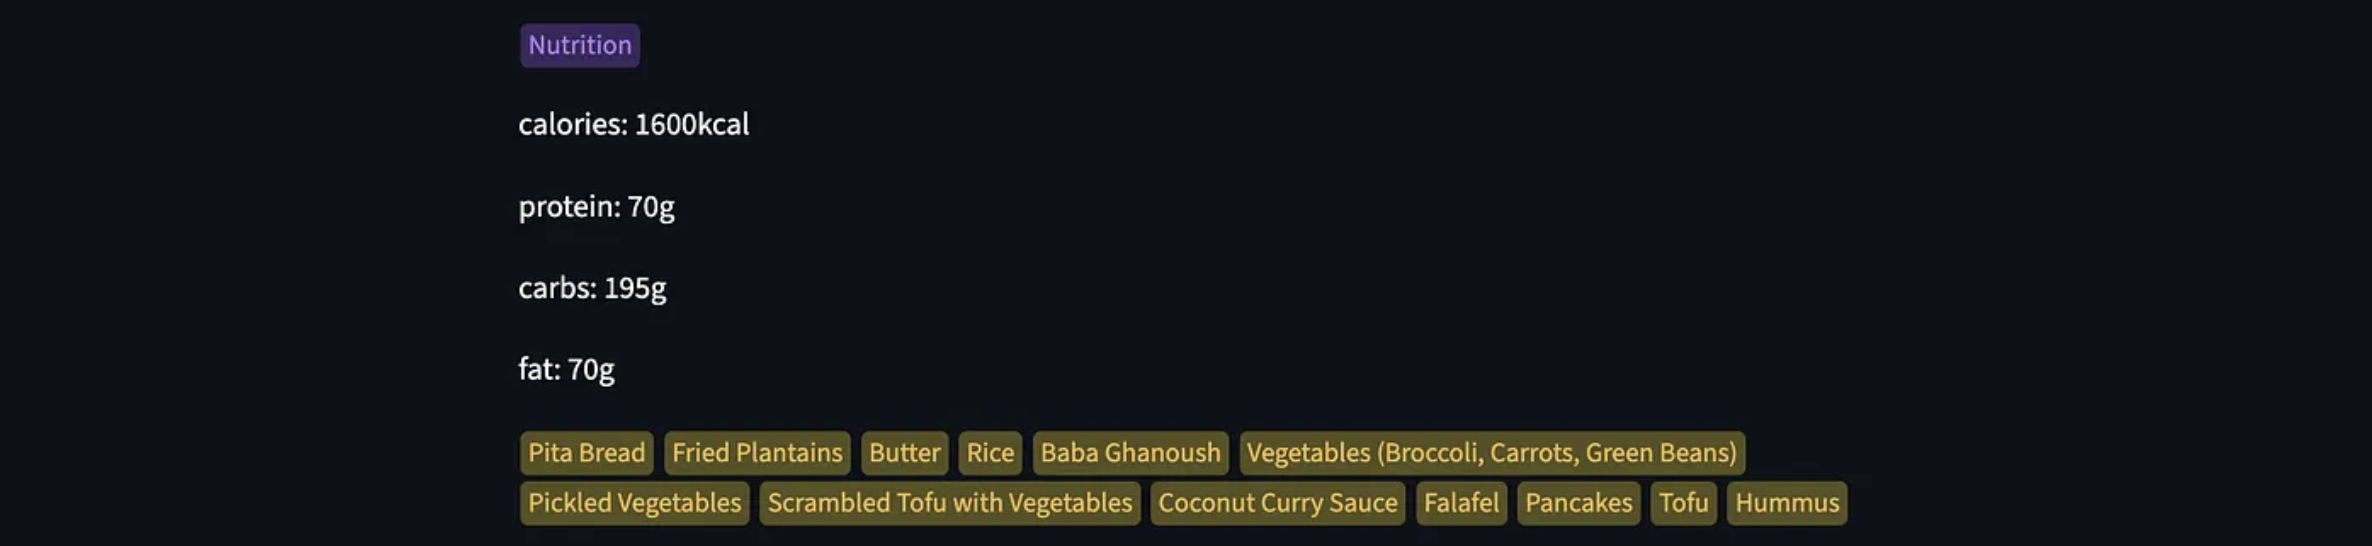 Nutrition
calories: 1600kcal
protein: 70g
carbs: 195g
fat: 70g
Pita Bread Fried Plantains Butter Rice Baba Ghanoush Vegetables (Broccoli, Carrots, Green Beans)
Pickled Vegetables Scrambled Tofu with Vegetables Coconut Curry Sauce Falafel Pancakes Tofu Hummus